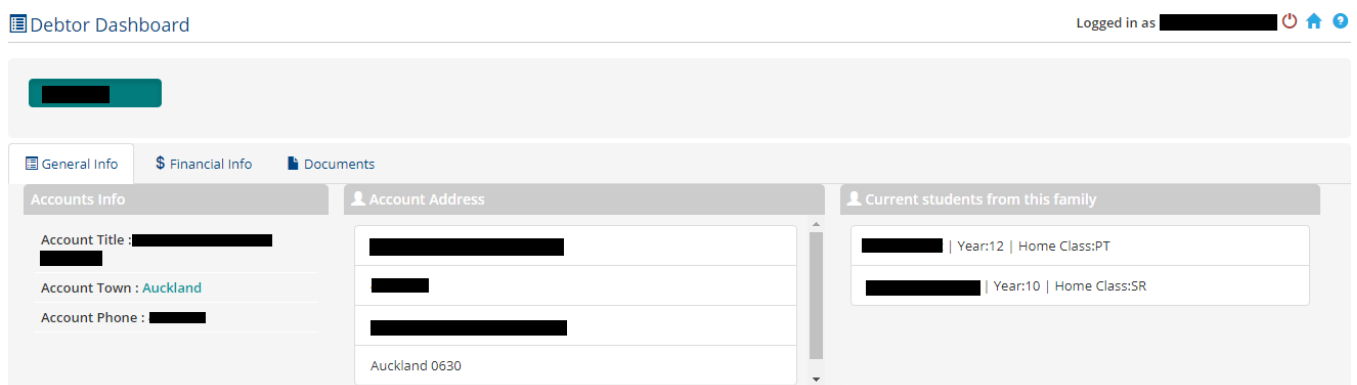 Debtor Dashboard
Logged in as
General Info
$ Financial Info
Documents
Accounts Info
Account Title :
Account Town : Auckland
Account Phone :
Account Address
Auckland 0630
Current students from this family
| Year:12 | Home Class:PT
| Year:10 | Home Class:SR